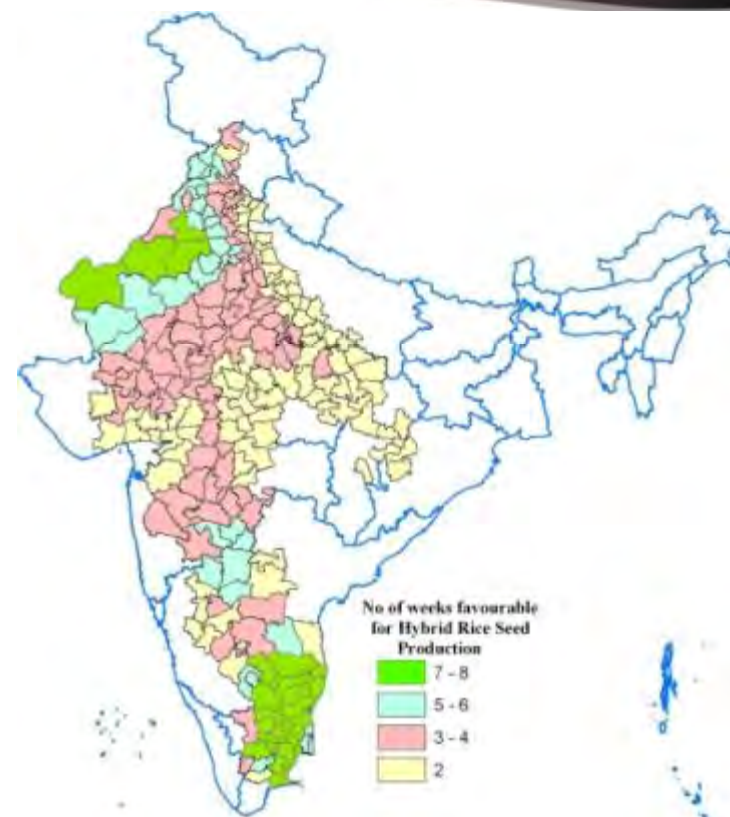 No of weeks favourable
for Hybrid Rice Seed
Production
7 - 8
5 - 6
3 - 4
2